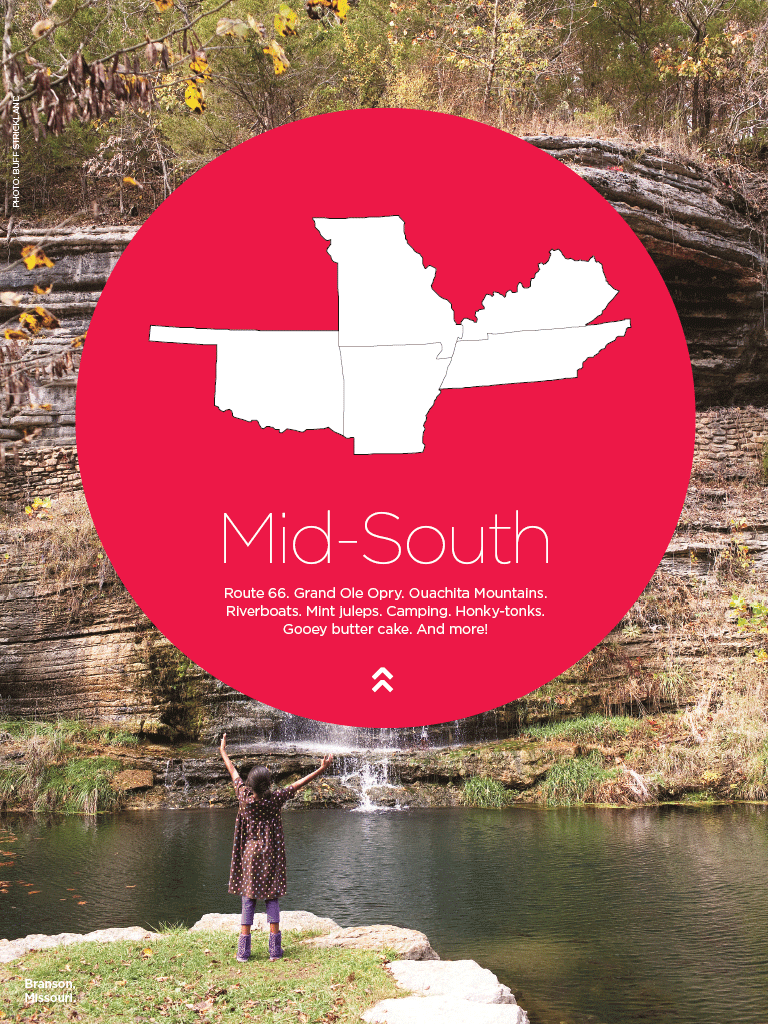 PHOTO: BUFF STRICKLAND
Mid-South
Route 66. Grand Ole Opry. Ouachita Mountains.
Riverboats. Mint juleps. Camping. Honky-tonks.
Gooey butter cake. And more!
Branson,
Missouri.